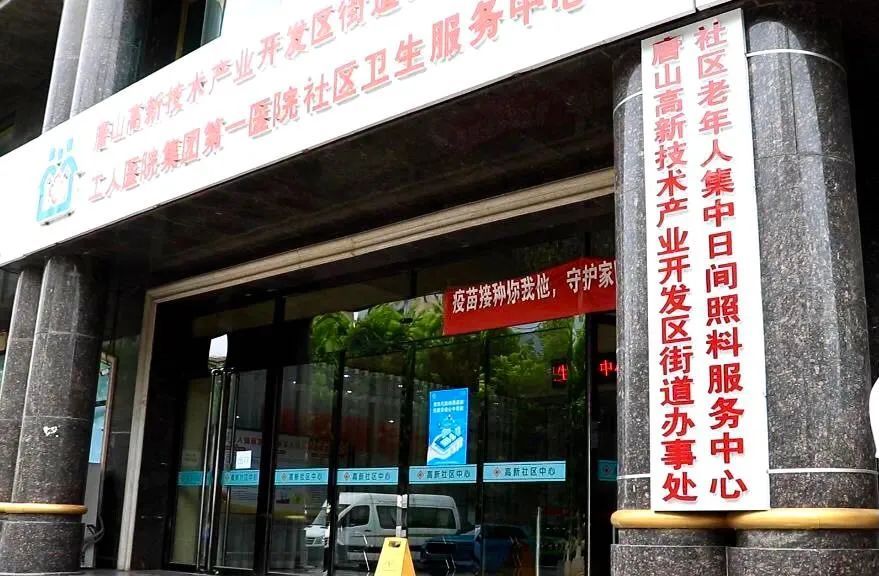 唐山高新技术产业开发区街道
工人医院集团第一医院社区卫生服务中心
唐山高新技术产业开发区街道办事处
社区老年人集中日间照料服务中心
疫苗接种你我他，守护家
生 中心
高新社区中心
高新社区中心
高新社区中心
高新社区中心